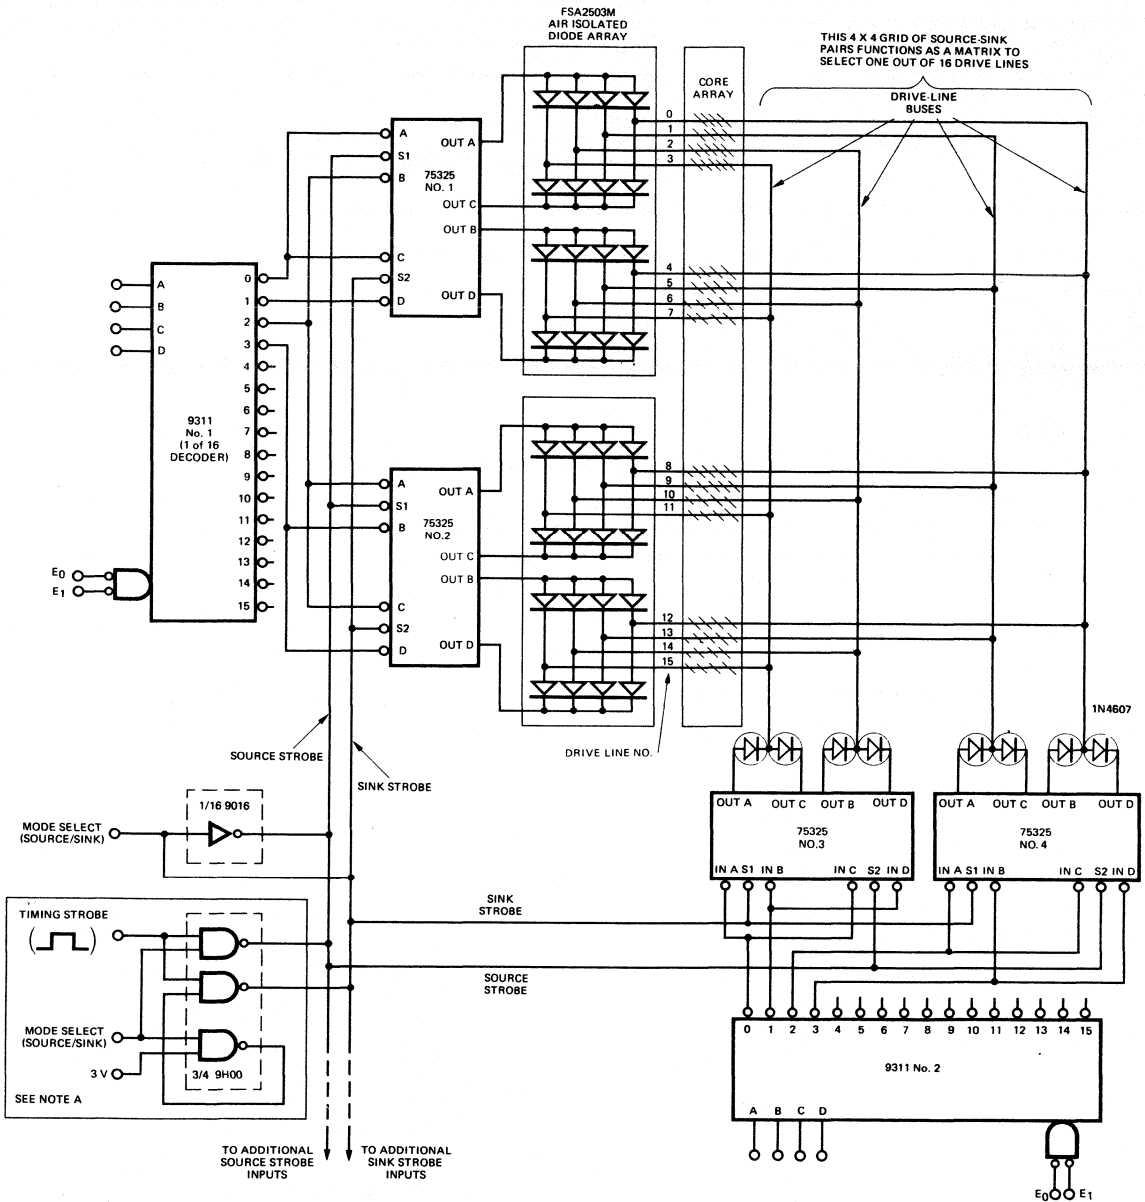 FSA2503M
AIR ISOLATED
DIODE ARRAY
THIS 4 X 4 GRID OF SOURCE-SINK
PAIRS FUNCTIONS AS A MATRIX TO
SELECT ONE OUT OF 16 DRIVE LINES
CORE
ARRAY
DRIVE-LINE
BUSES
0
1
2
3
A
S1
B
C
S2
D
75325
NO. 1
OUT A
OUT C
OUT B
OUT D
4
5
6
7
A
B
C
D
9311
No. 1
(1 of 16
DECODER)
0
1
2
3
4
5
6
7
8
9
10
11
12
13
14
15
E0
E1
A
S1
B
C
S2
D
75325
NO.2
OUT A
OUT C
OUT B
OUT D
8
9
10
11
12
13
14
15
DRIVE LINE NO.
1N4607
SOURCE STROBE
SINK STROBE
1/16 9016
MODE SELECT
(SOURCE/SINK)
OUT A OUT C OUT B OUT D
75325
NO.3
IN A S1 IN B IN C S2 IN D
OUT A OUT C OUT B OUT D
75325
NO. 4
IN A S1 IN B IN C S2 IN D
TIMING STROBE
( )
MODE SELECT
(SOURCE/SINK)
3 V
3/4 9H00
SEE NOTE A
SINK
STROBE
SOURCE
STROBE
0 1 2 3 4 5 6 7 8 9 10 11 12 13 14 15
9311 No. 2
A B C D
E0 E1
TO ADDITIONAL
SOURCE STROBE
INPUTS
TO ADDITIONAL
SINK STROBE
INPUTS